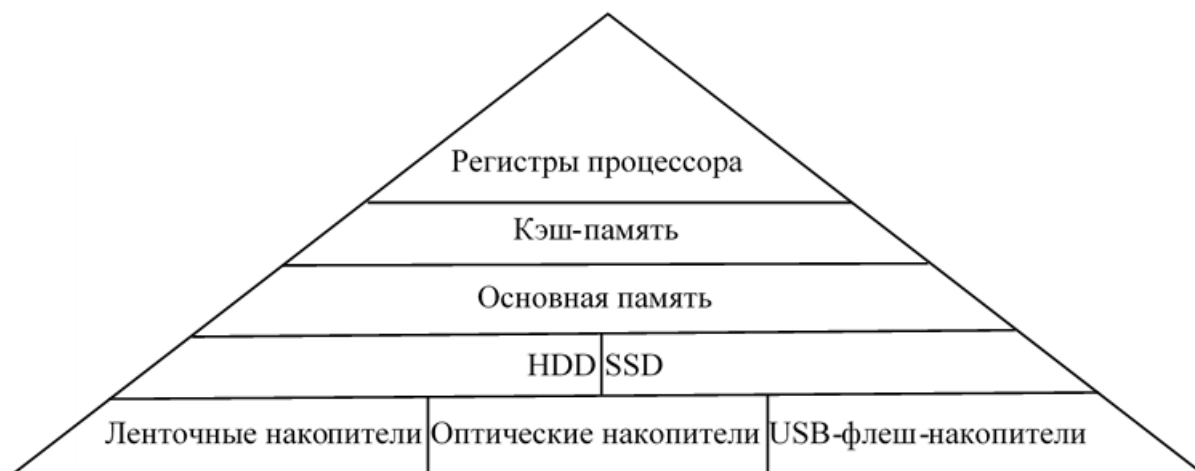 Регистры процессора
Кэш-память
Основная память
HDD SSD
Ленточные накопители Оптические накопители USB-флеш-накопители